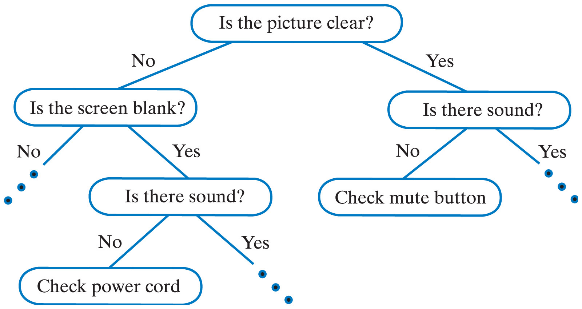 Is the picture clear?
No
Yes
Is the screen blank?
Is there sound?
No
Yes
No
Yes
Is there sound?
Check mute button
No
Yes
Check power cord